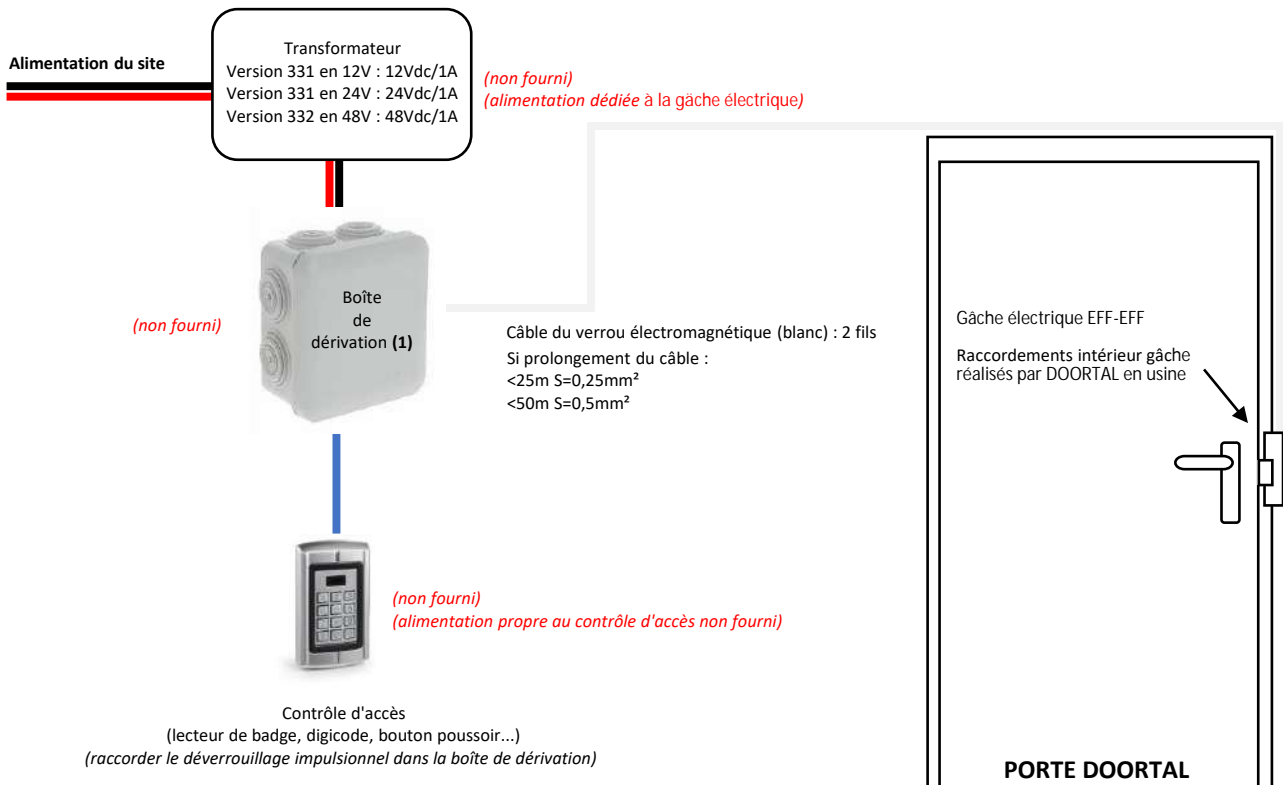 Alimentation du site
Transformateur
Version 331 en 12V : 12Vdc/1A
Version 331 en 24V : 24Vdc/1A
Version 332 en 48V : 48Vdc/1A
(non fourni)
(alimentation dédiée à la gäche électrique)
(non fourni)
Boîte
de
dérivation (1)
Câble du verrou électromagnétique (blanc) : 2 fils
Si prolongement du câble :
<25m S=0,25mm²
<50m S=0,5mm²
Gâche électrique EFF-EFF
Raccordements intérieur gâche
réalisés par DOORTAL en usine
(non fourni)
(alimentation propre au contrôle d'accès non fourni)
Contrôle d'accès
(lecteur de badge, digicode, bouton poussoir...)
(raccorder le déverrouillage impulsionnel dans la boîte de dérivation)
PORTE DOORTAL